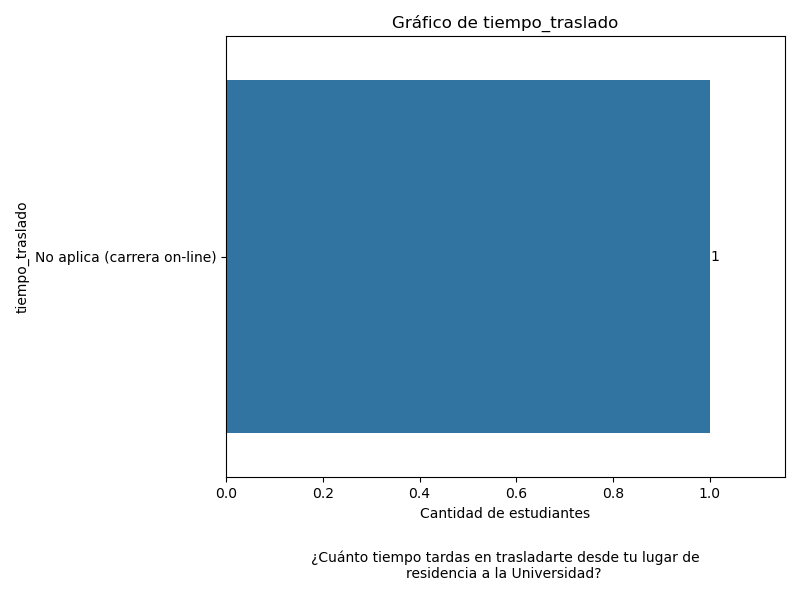 Gráfico de tiempo_traslado
tiempo_traslado
No aplica (carrera on-line)
1
0.0 0.2 0.4 0.6 0.8 1.0
Cantidad de estudiantes
¿Cuánto tiempo tardas en trasladarte desde tu lugar de
residencia a la Universidad?